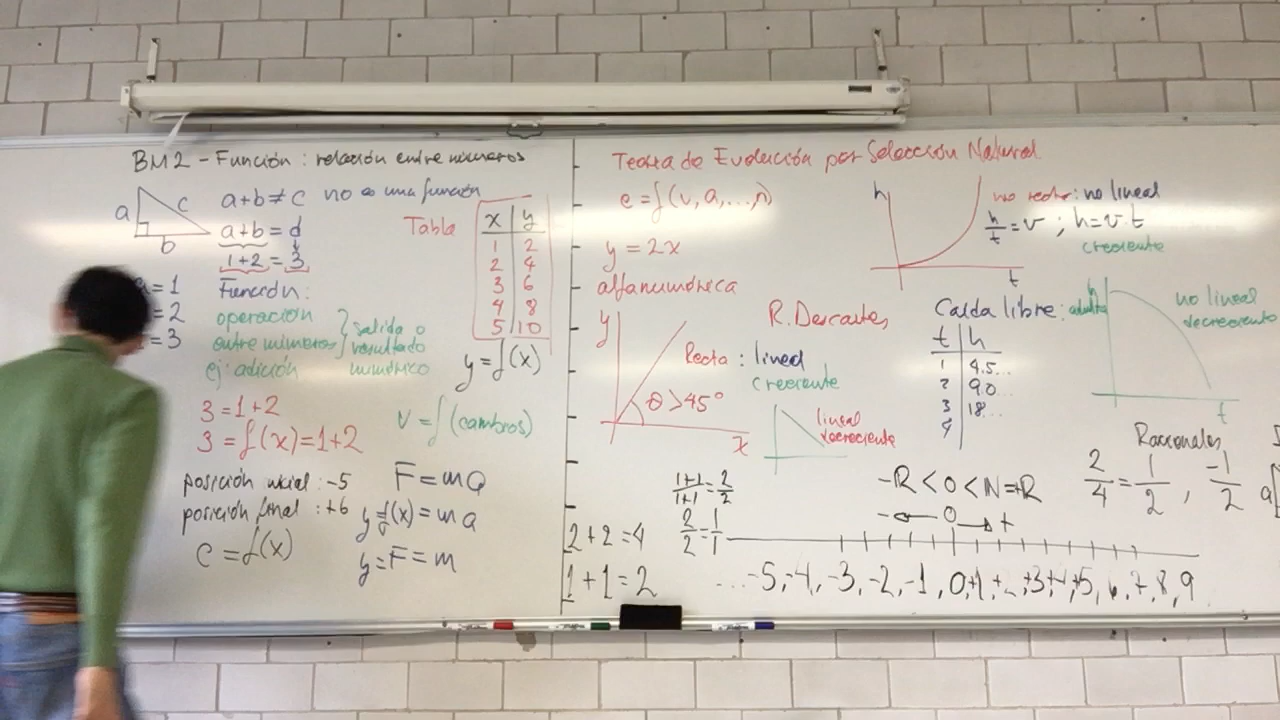 BM2 - Función : relación entre números
a
c
b
a+b≠c no es una función
a+b=d
1+2=3
=1
=2
=3
Función:
operación
entre números
ej: adición
salida o
resultado
numérico
3=1+2
3=f(x)=1+2
posición inicial : -5
posición final : +6
e=f(x)
Tabla
x y
1 2
2 4
3 6
4 8
5 10
y=f(x)
v=f(cambios)
F=ma
y=f(x)=ma
y=F=m
Teoría de Evolución por Selección Natural
e=f(v,a,...,n)
y=2x
alfanumérica
y
x
θ>45°
R. Descartes
Recta : lineal
creciente
lineal
decreciente
h
t
no recta : no lineal
h/t=v ; h=v·t
creciente
Caída libre:
t h
1 4.5...
2 9.0
3 18...
4
h
t
no lineal
decreciente
Racionales
2/4=1/2 , -1/2
a
-R<0<N=+R
- 0 +
1+1/1+1=2/2
2/2=1/1
2+2=4
1+1=2
...-5,-4,-3,-2,-1,0,+1,+2,+3,+4,+5,6,7,8,9